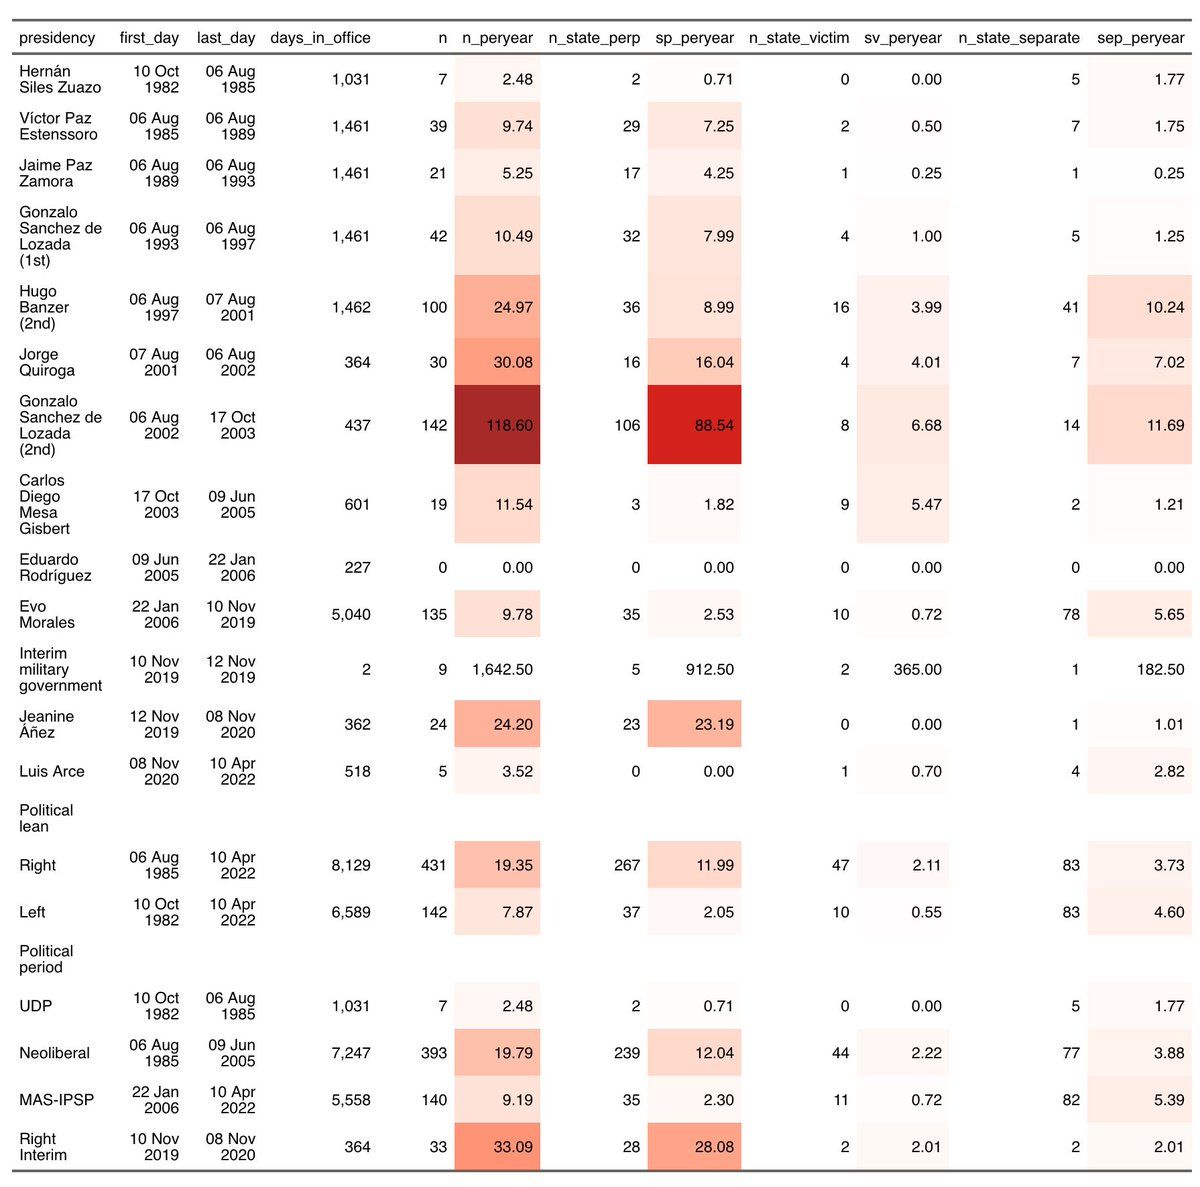 presidency first_day last_day days_in_office n n_peryear n_state_perp sp_peryear n_state_victim sv_peryear n_state_separate sep_peryear
Hernán Siles Zuazo 10 Oct 1982 06 Aug 1985 1,031 7 2.48 2 0.71 0 0.00 5 1.77
Víctor Paz Estenssoro 06 Aug 1985 06 Aug 1989 1,461 39 9.74 29 7.25 2 0.50 7 1.75
Jaime Paz Zamora 06 Aug 1989 06 Aug 1993 1,461 21 5.25 17 4.25 1 0.25 1 0.25
Gonzalo Sanchez de Lozada (1st) 06 Aug 1993 06 Aug 1997 1,461 42 10.49 32 7.99 4 1.00 5 1.25
Hugo Banzer (2nd) 06 Aug 1997 07 Aug 2001 1,462 100 24.97 36 8.99 16 3.99 41 10.24
Jorge Quiroga 07 Aug 2001 06 Aug 2002 364 30 30.08 16 16.04 4 4.01 7 7.02
Gonzalo Sanchez de Lozada (2nd) 06 Aug 2002 17 Oct 2003 437 142 118.60 106 88.54 8 6.68 14 11.69
Carlos Diego Mesa Gisbert 17 Oct 2003 09 Jun 2005 601 19 11.54 3 1.82 9 5.47 2 1.21
Eduardo Rodríguez 09 Jun 2005 22 Jan 2006 227 0 0.00 0 0.00 0 0.00 0 0.00
Evo Morales 22 Jan 2006 10 Nov 2019 5,040 135 9.78 35 2.53 10 0.72 78 5.65
Interim military government 10 Nov 2019 12 Nov 2019 2 9 1,642.50 5 912.50 2 365.00 1 182.50
Jeanine Áñez 12 Nov 2019 08 Nov 2020 362 24 24.20 23 23.19 0 0.00 1 1.01
Luis Arce 08 Nov 2020 10 Apr 2022 518 5 3.52 0 0.00 1 0.70 4 2.82
Political lean
Right 06 Aug 1985 10 Apr 2022 8,129 431 19.35 267 11.99 47 2.11 83 3.73
Left 10 Oct 1982 10 Apr 2022 6,589 142 7.87 37 2.05 10 0.55 83 4.60
Political period
UDP 10 Oct 1982 06 Aug 1985 1,031 7 2.48 2 0.71 0 0.00 5 1.77
Neoliberal 06 Aug 1985 09 Jun 2005 7,247 393 19.79 239 12.04 44 2.22 77 3.88
MAS-IPSP 22 Jan 2006 10 Apr 2022 5,558 140 9.19 35 2.30 11 0.72 82 5.39
Right Interim 10 Nov 2019 08 Nov 2020 364 33 33.09 28 28.08 2 2.01 2 2.01